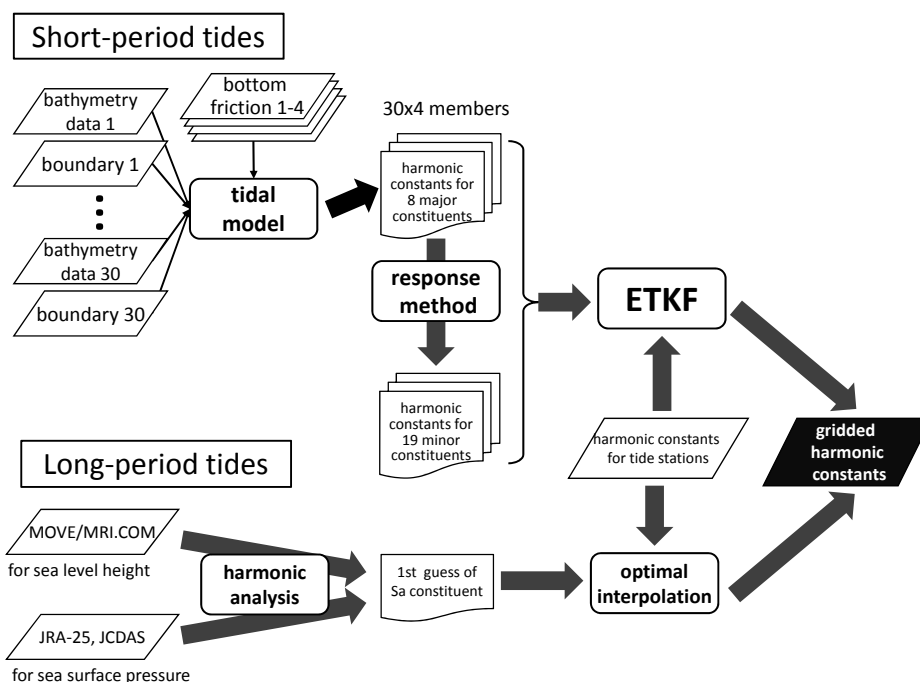 Short-period tides
bathymetry
data 1
boundary 1
bathymetry
data 30
boundary 30
bottom
friction 1-4
tidal
model
30x4 members
harmonic
constants for
8 major
constituents
response
method
harmonic
constants for
19 minor
constituents
ETKF
harmonic constants
for tide stations
gridded
harmonic
constants
Long-period tides
MOVE/MRI.COM
for sea level height
JRA-25, JCDAS
for sea surface pressure
harmonic
analysis
1st guess of
Sa constituent
optimal
interpolation